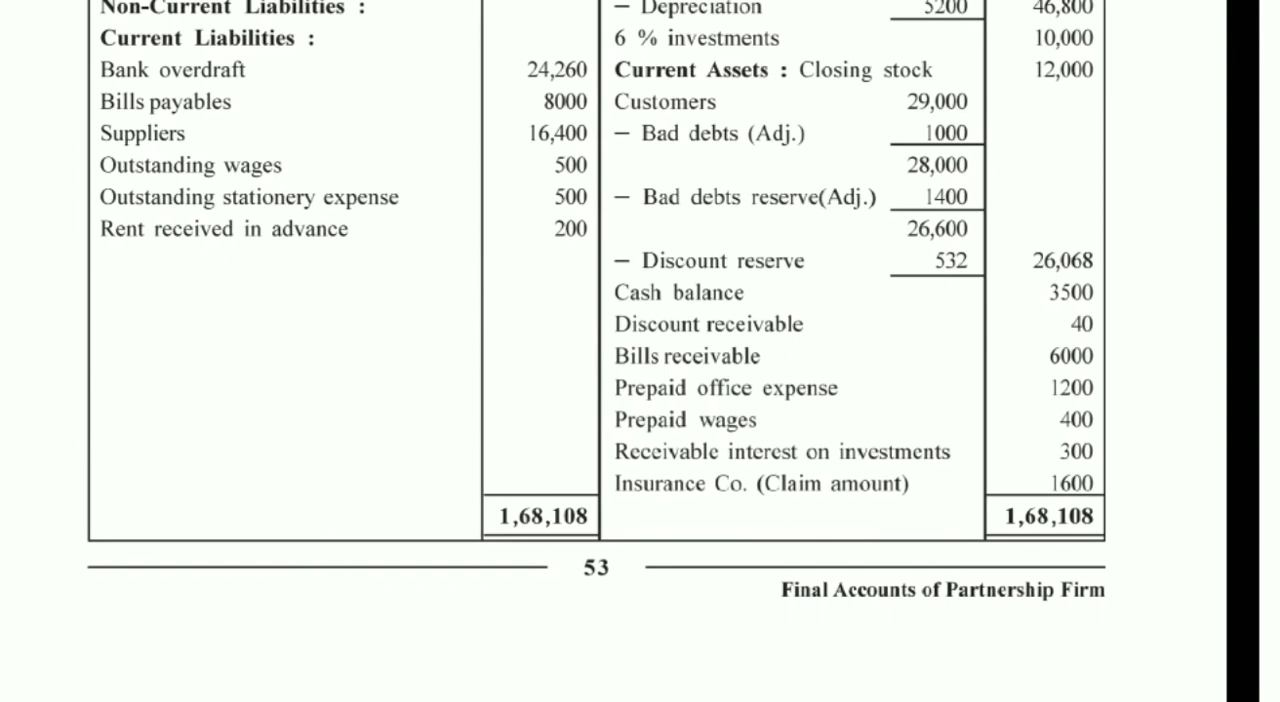 Non-Current Liabilities : – Depreciation 5200 46,800
Current Liabilities : 6 % investments 10,000
Bank overdraft 24,260 Current Assets : Closing stock 12,000
Bills payables 8000 Customers 29,000
Suppliers 16,400 – Bad debts (Adj.) 1000
Outstanding wages 500 28,000
Outstanding stationery expense 500 – Bad debts reserve(Adj.) 1400
Rent received in advance 200 26,600
– Discount reserve 532 26,068
Cash balance 3500
Discount receivable 40
Bills receivable 6000
Prepaid office expense 1200
Prepaid wages 400
Receivable interest on investments 300
Insurance Co. (Claim amount) 1600
1,68,108 1,68,108
53
Final Accounts of Partnership Firm